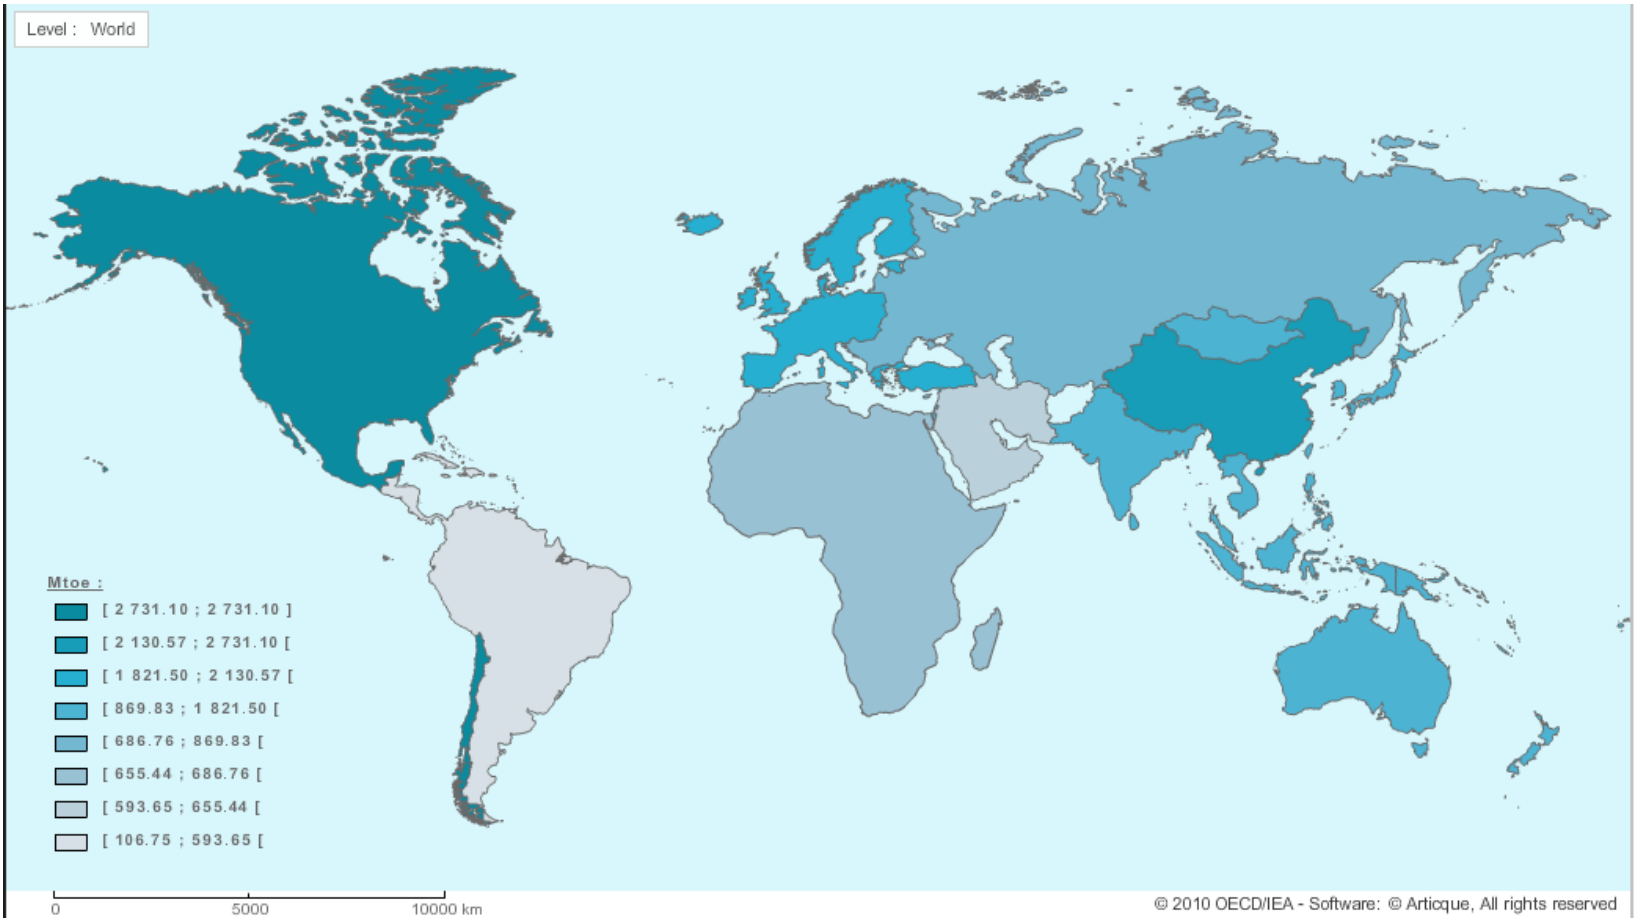 Level : World
Mtoe :
[ 2 731.10 ; 2 731.10 ]
[ 2 130.57 ; 2 731.10 [
[ 1 821.50 ; 2 130.57 [
[ 869.83 ; 1 821.50 [
[ 686.76 ; 869.83 [
[ 655.44 ; 686.76 [
[ 593.65 ; 655.44 [
[ 106.75 ; 593.65 [
0 5000 10000 km
© 2010 OECD/IEA - Software: © Articque, All rights reserved